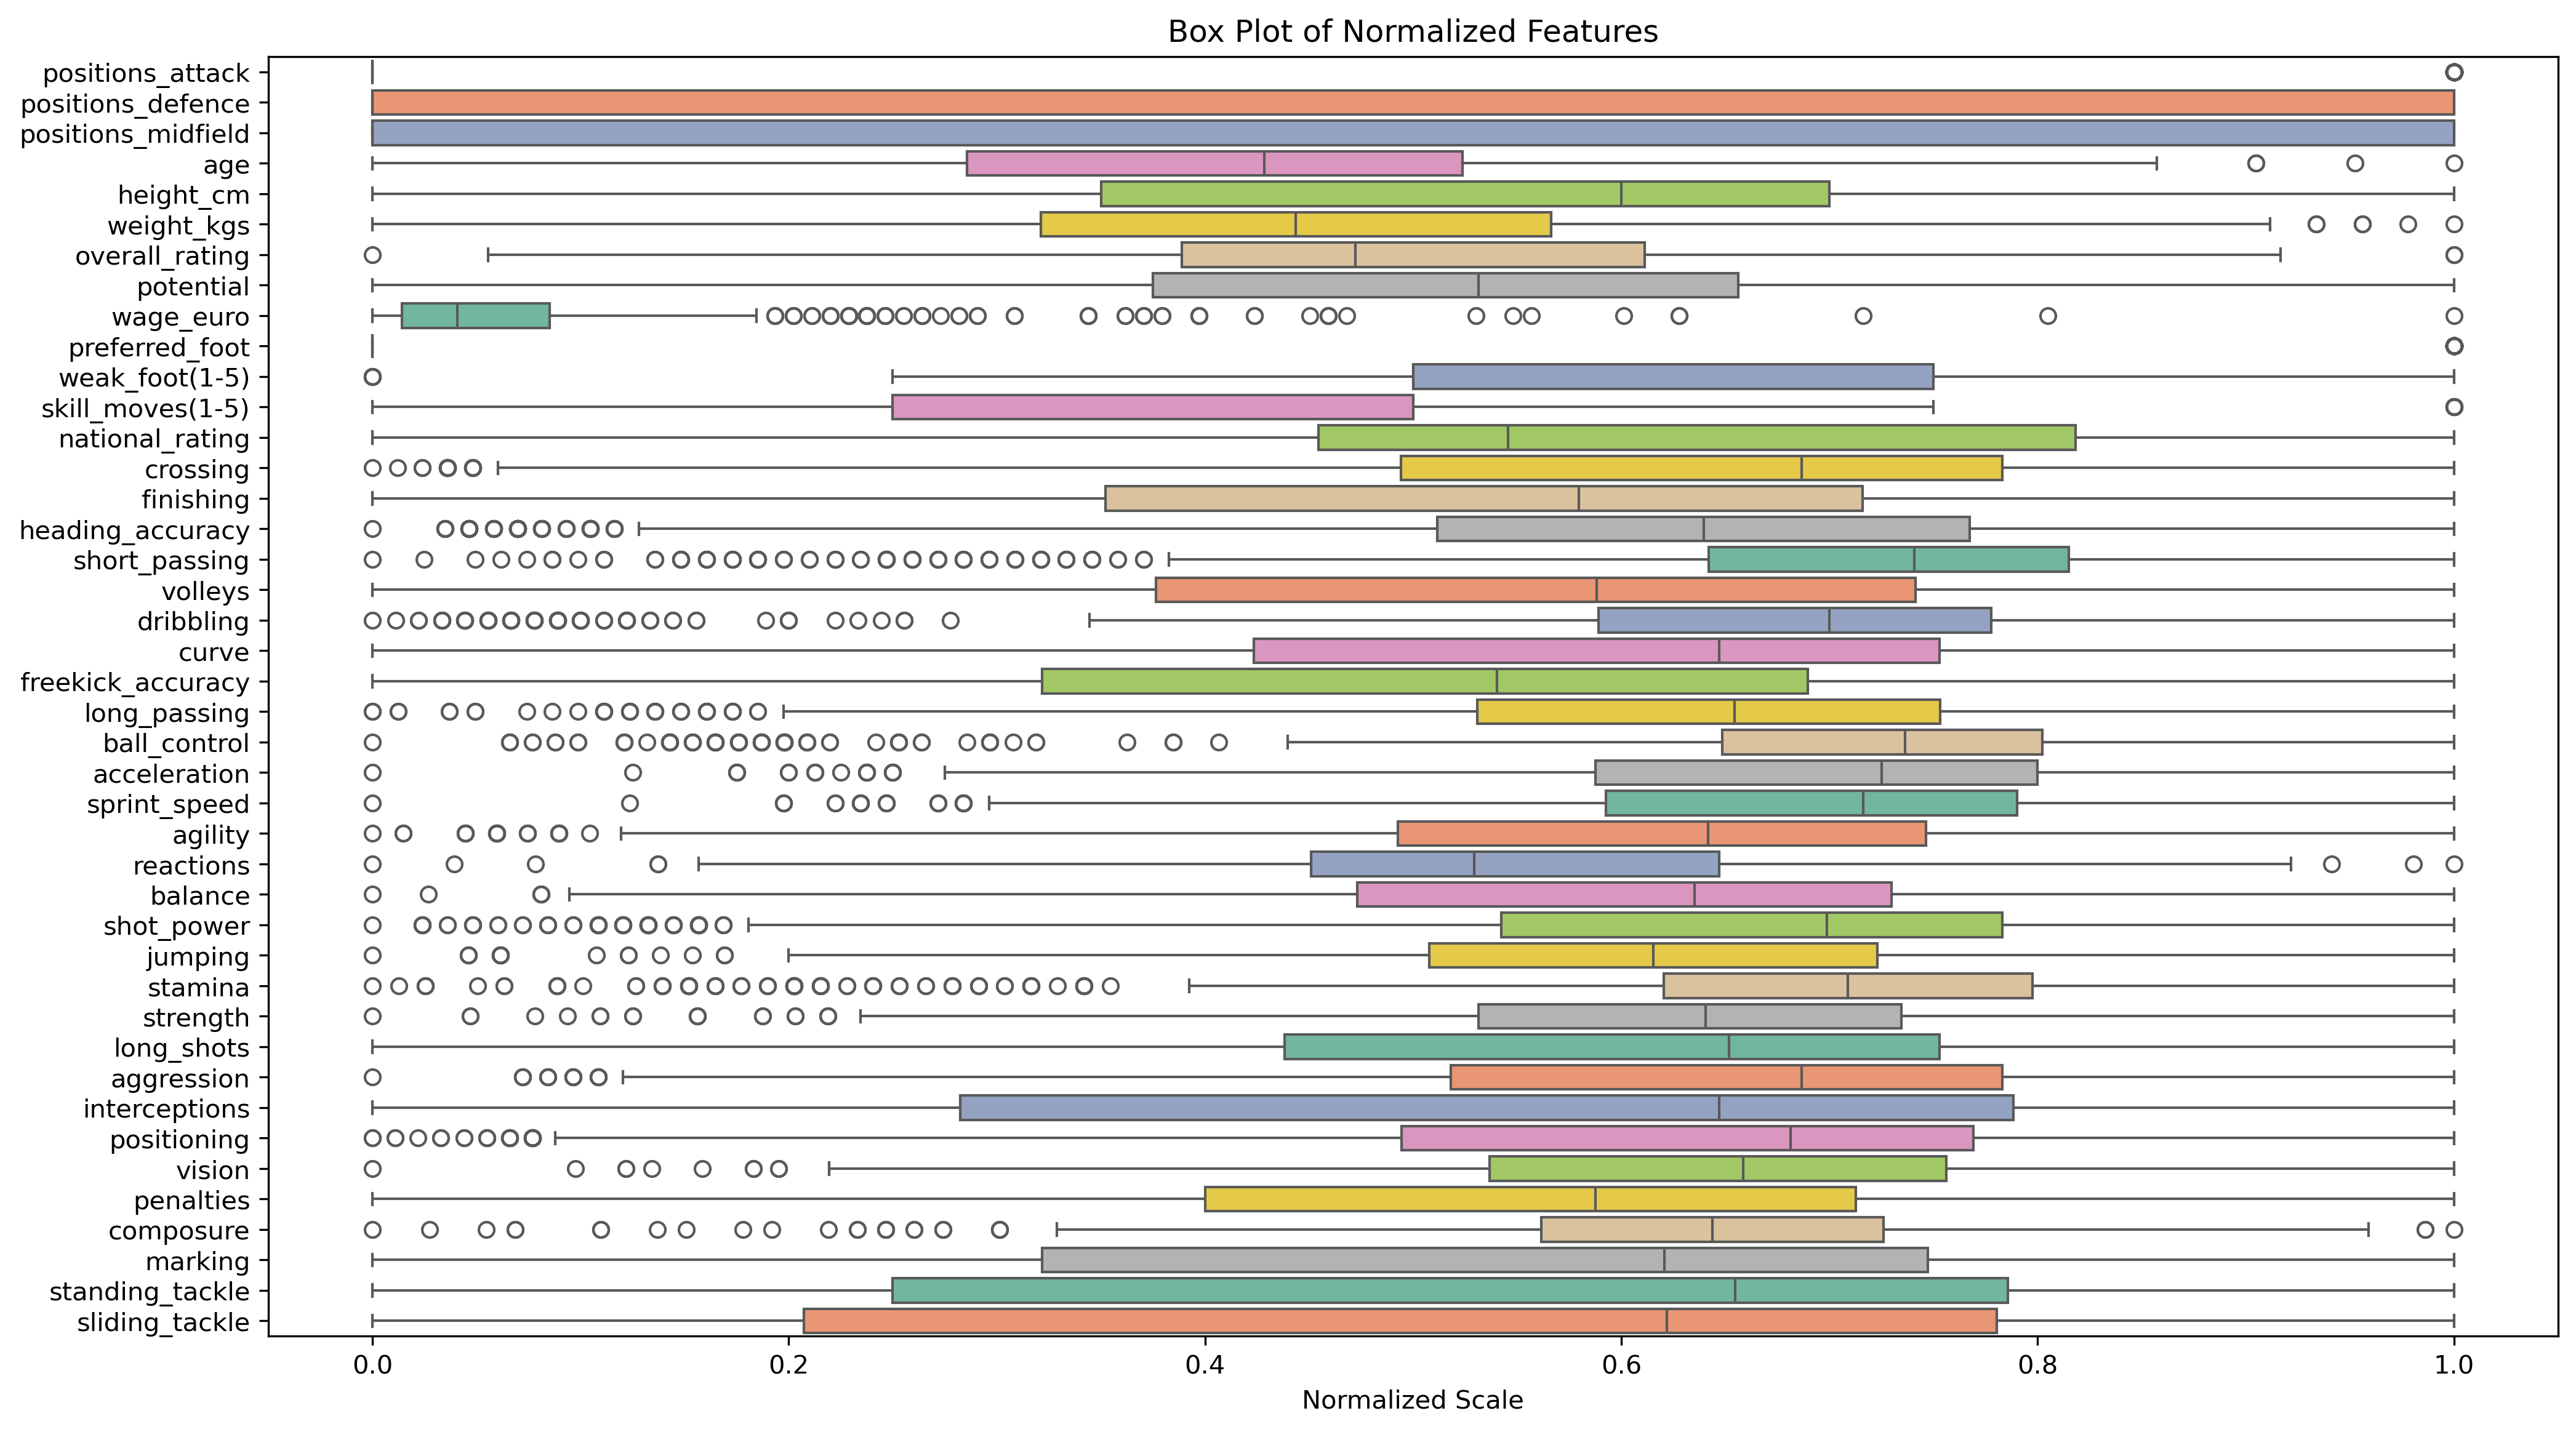 Box Plot of Normalized Features
positions_attack
positions_defence
positions_midfield
age
height_cm
weight_kgs
overall_rating
potential
wage_euro
preferred_foot
weak_foot(1-5)
skill_moves(1-5)
national_rating
crossing
finishing
heading_accuracy
short_passing
volleys
dribbling
curve
freekick_accuracy
long_passing
ball_control
acceleration
sprint_speed
agility
reactions
balance
shot_power
jumping
stamina
strength
long_shots
aggression
interceptions
positioning
vision
penalties
composure
marking
standing_tackle
sliding_tackle
0.0 0.2 0.4 0.6 0.8 1.0
Normalized Scale